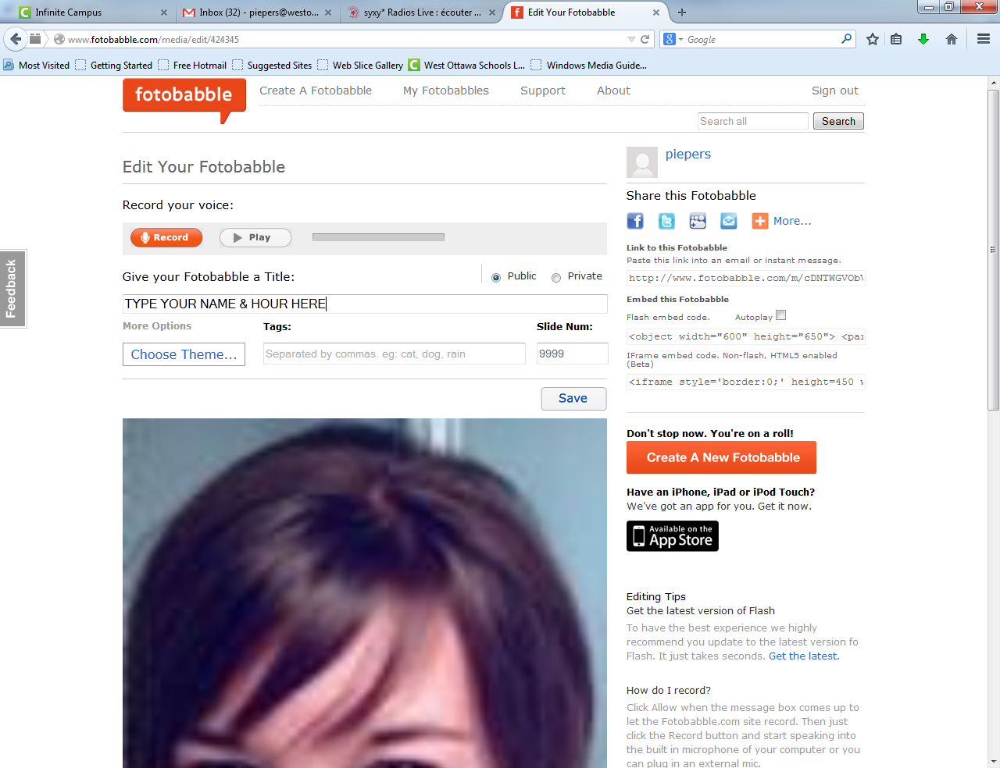 Infinite Campus
Inbox (32) - piepers@westo...
syxy* Radios Live: écouter ...
Edit Your Fotobabble
www.fotobabble.com/media/edit/424345
Google
Most Visited
Getting Started
Free Hotmail
Suggested Sites
Web Slice Gallery
West Ottawa Schools L...
Windows Media Guide...
fotobabble
Create A Fotobabble
My Fotobabbles
Support
About
Sign out
Search all
Search
Feedback
Edit Your Fotobabble
Record your voice:
Record
Play
Give your Fotobabble a Title:
Public
Private
TYPE YOUR NAME & HOUR HERE
More Options
Tags:
Slide Num:
Choose Theme...
Separated by commas. eg: cat, dog, rain
9999
Save
piepers
Share this Fotobabble
More...
Link to this Fotobabble
Paste this link into an email or instant message.
http://www.fotobabble.com/m/cDNTWGVOb
Embed this Fotobabble
Flash embed code.
Autoplay
<object width="600" height="650"> <pa
IFrame embed code. Non-flash, HTML5 enabled
(Beta)
<iframe style='border:0;' height=450
Don't stop now. You're on a roll!
Create A New Fotobabble
Have an iPhone, iPad or iPod Touch?
We've got an app for you. Get it now.
Available on the
App Store
Editing Tips
Get the latest version of Flash
To have the best experience we highly
recommend you update to the latest version fo
Flash. It just takes seconds. Get the latest.
How do I record?
Click Allow when the message box comes up to
let the Fotobabble.com site record. Then just
click the Record button and start speaking into
the built in microphone of your computer or you
can plug in an external mic.